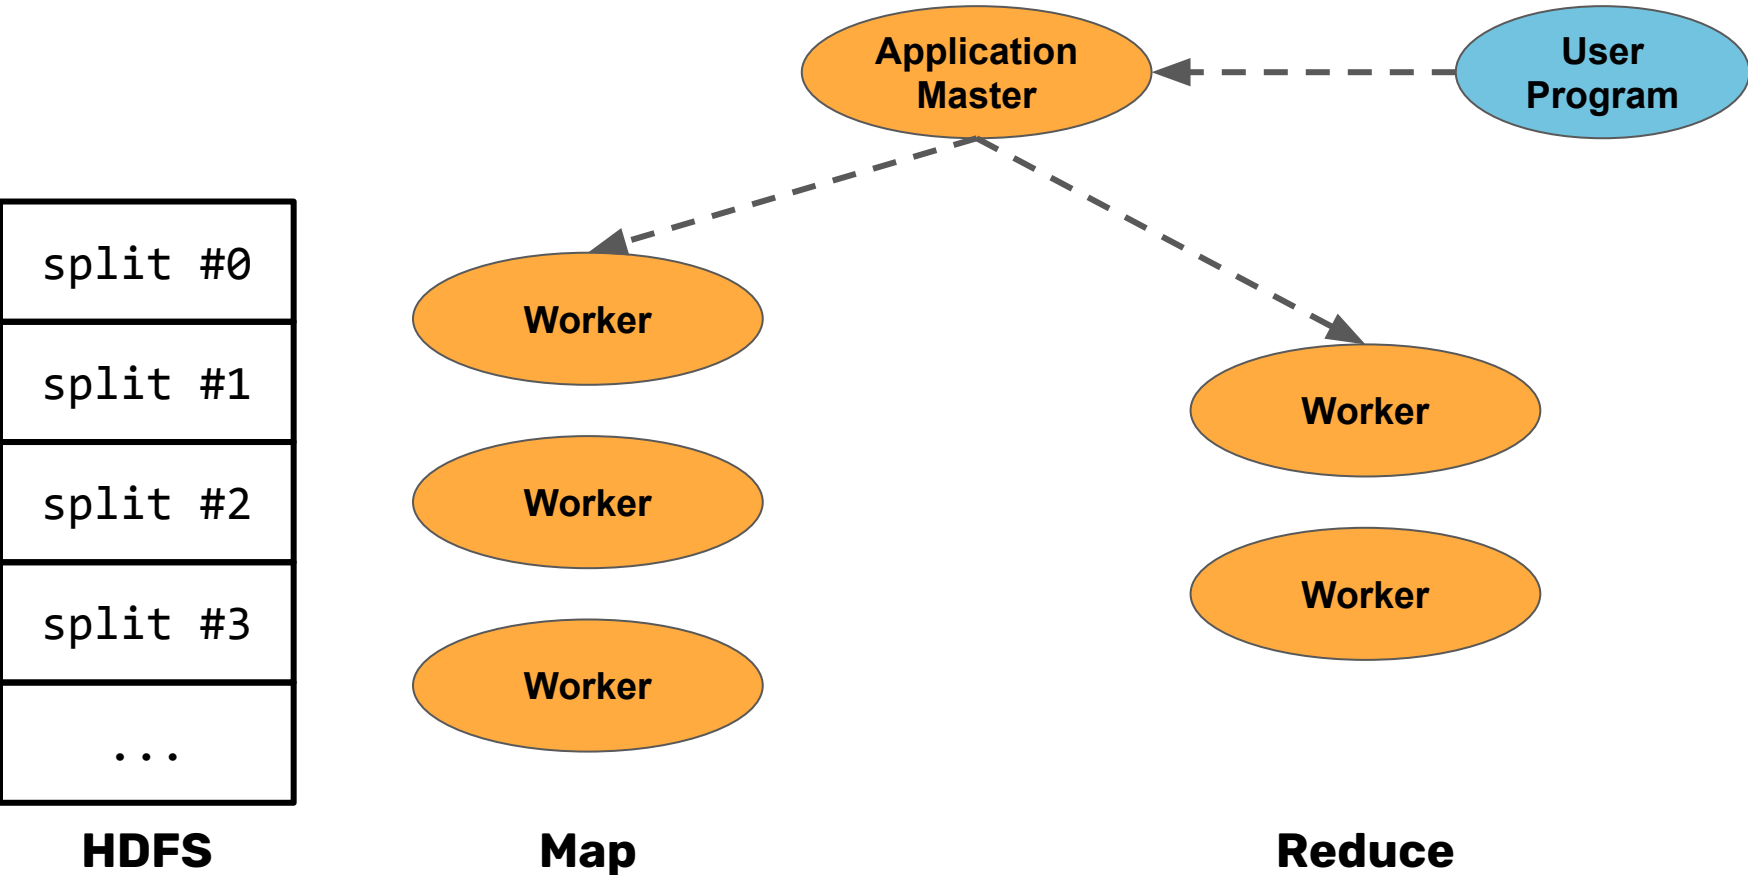 Application
Master
User
Program
split #0
split #1
split #2
split #3
...
Worker
Worker
Worker
Worker
Worker
HDFS
Map
Reduce